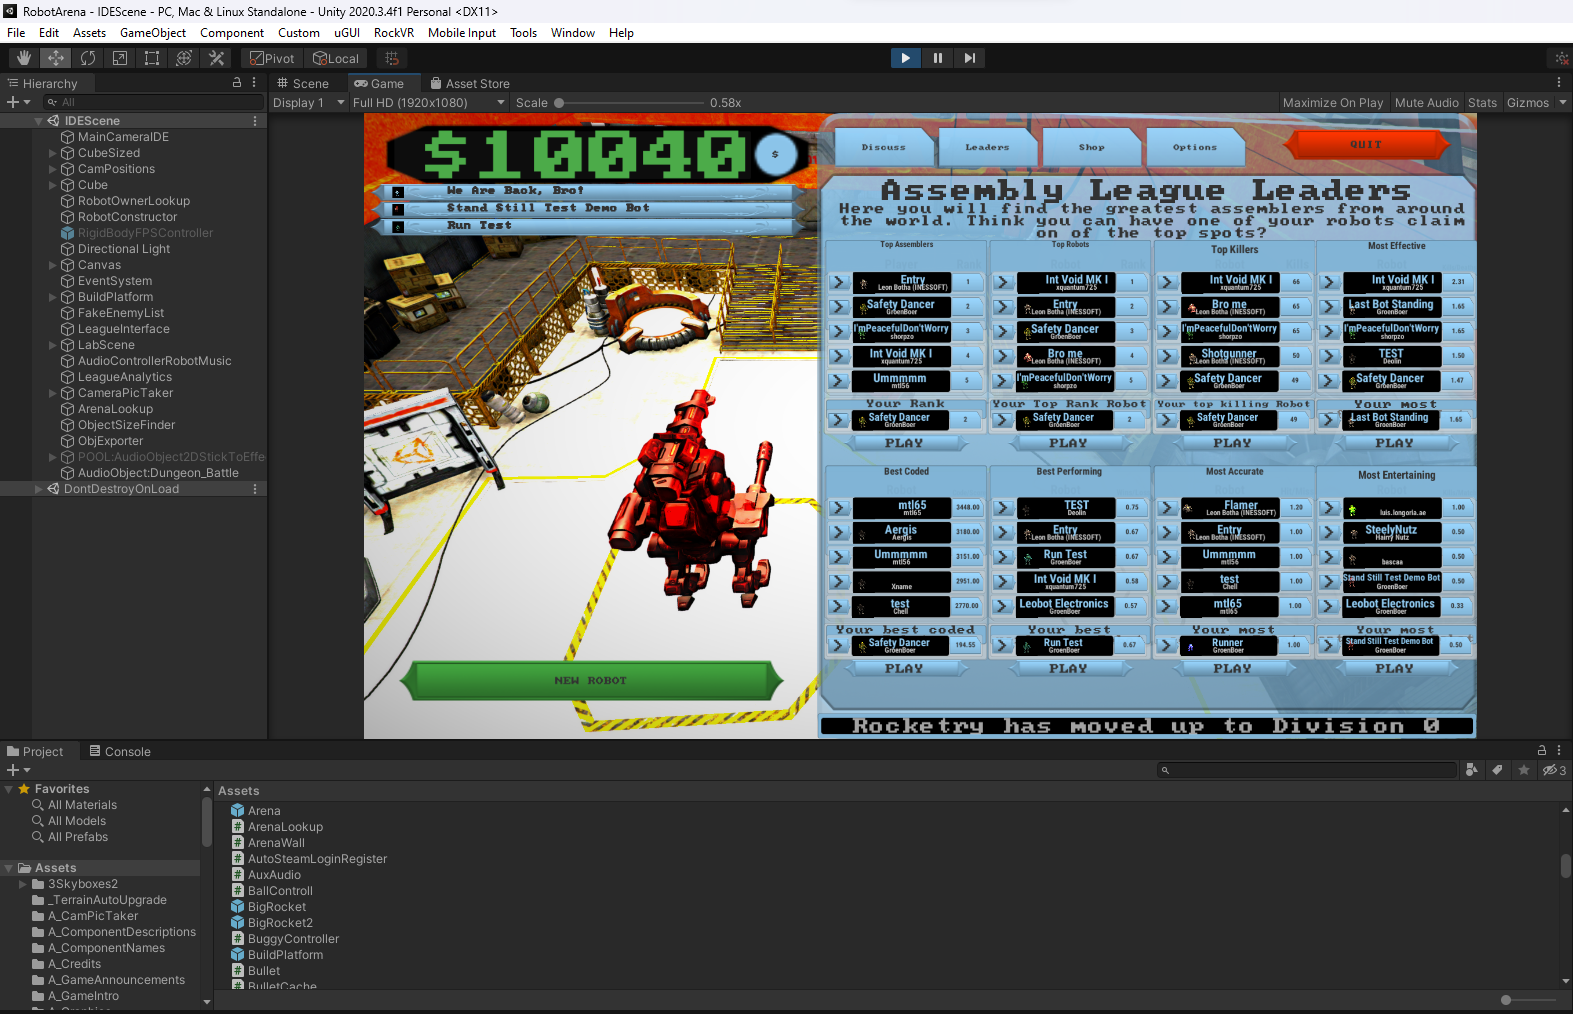 RobotArena - IDEScene - PC, Mac & Linux Standalone - Unity 2020.3.4f1 Personal <DX11>
File Edit Assets GameObject Component Custom uGUI RockVR Mobile Input Tools Window Help
Pivot Local
Hierarchy
All
IDEScene
MainCameraIDE
CubeSized
CamPositions
Cube
RobotOwnerLookup
RobotConstructor
RigidBodyFPSController
Directional Light
Canvas
EventSystem
BuildPlatform
FakeEnemyList
LeagueInterface
LabScene
AudioControllerRobotMusic
LeagueAnalytics
CameraPicTaker
ArenaLookup
ObjectSizeFinder
ObjExporter
POOL:AudioObject2DStickToEffe
AudioObject:Dungeon_Battle
DontDestroyOnLoad
Scene Game Asset Store
Display 1 Full HD (1920x1080) Scale 0.58x Maximize On Play Mute Audio Stats Gizmos
$10040 $
We Are Back, Bro!
Stand Still Test Demo Bot
Run Test
NEW ROBOT
Discuss Leaders Shop Options QUIT
Assembly League Leaders
Here you will find the greatest assemblers from around
the world. Think you can have one of your robots claim
on of the top spots?
Top Assemblers Top Robots Top Killers Most Effective
Entry 1 Int Void MK I 1 Int Void MK I 66 Int Void MK I 2.31
Leon Botha (INESSOFT) xquantum725 xquantum725 xquantum725
Safety Dancer 2 Entry 2 Bro me 65 Last Bot Standing 1.65
GroenBoer Leon Botha (INESSOFT) Leon Botha (INESSOFT) GroenBoer
I'mPeacefulDon'tWorry 3 Safety Dancer 3 I'mPeacefulDon'tWorry 65 I'mPeacefulDon'tWorry 1.65
shorpzo GroenBoer shorpzo shorpzo
Int Void MK I 4 Bro me 4 Shotgunner 50 TEST 1.50
xquantum725 Leon Botha (INESSOFT) Leon Botha (INESSOFT) Deolin
Ummmmm 5 I'mPeacefulDon'tWorry 5 Safety Dancer 49 Safety Dancer 1.47
mtl56 shorpzo GroenBoer GroenBoer
Your Rank Your Top Rank Robot Your top killing Robot Your most
Safety Dancer 2 Safety Dancer 2 Safety Dancer 49 Last Bot Standing 1.65
GroenBoer GroenBoer GroenBoer GroenBoer
PLAY PLAY PLAY PLAY
Best Coded Best Performing Most Accurate Most Entertaining
mtl65 3448.00 TEST 0.75 Flamer 1.20 1.00
mtl65 Deolin Leon Botha (INESSOFT) luis.longoria.ae
Aergis 3180.00 Entry 0.67 Entry 1.00 SteelyNutz 0.50
Aergis Leon Botha (INESSOFT) Leon Botha (INESSOFT) Hairry Nutz
Ummmmm 3151.00 Run Test 0.67 Ummmmm 1.00 0.50
mtl56 GroenBoer mtl56 bascaa
2951.00 Int Void MK I 0.58 test 1.00 Stand Still Test Demo Bot 0.50
Xname xquantum725 Chell GroenBoer
test 2770.00 Leobot Electronics 0.57 mtl65 1.00 Leobot Electronics 0.33
Chell GroenBoer mtl65 GroenBoer
Your best coded Your best Your most Your most
Safety Dancer 194.55 Run Test 0.67 Runner 1.00 Stand Still Test Demo Bot 0.50
GroenBoer GroenBoer GroenBoer GroenBoer
PLAY PLAY PLAY PLAY
Rocketry has moved up to Division 0
Project Console
3
Favorites
All Materials
All Models
All Prefabs
Assets
3Skyboxes2
_TerrainAutoUpgrade
A_CamPicTaker
A_ComponentDescriptions
A_ComponentNames
A_Credits
A_GameAnnouncements
A_GameIntro
Assets
Arena
ArenaLookup
ArenaWall
AutoSteamLoginRegister
AuxAudio
BallControll
BigRocket
BigRocket2
BuggyController
BuildPlatform
Bullet
BulletCache